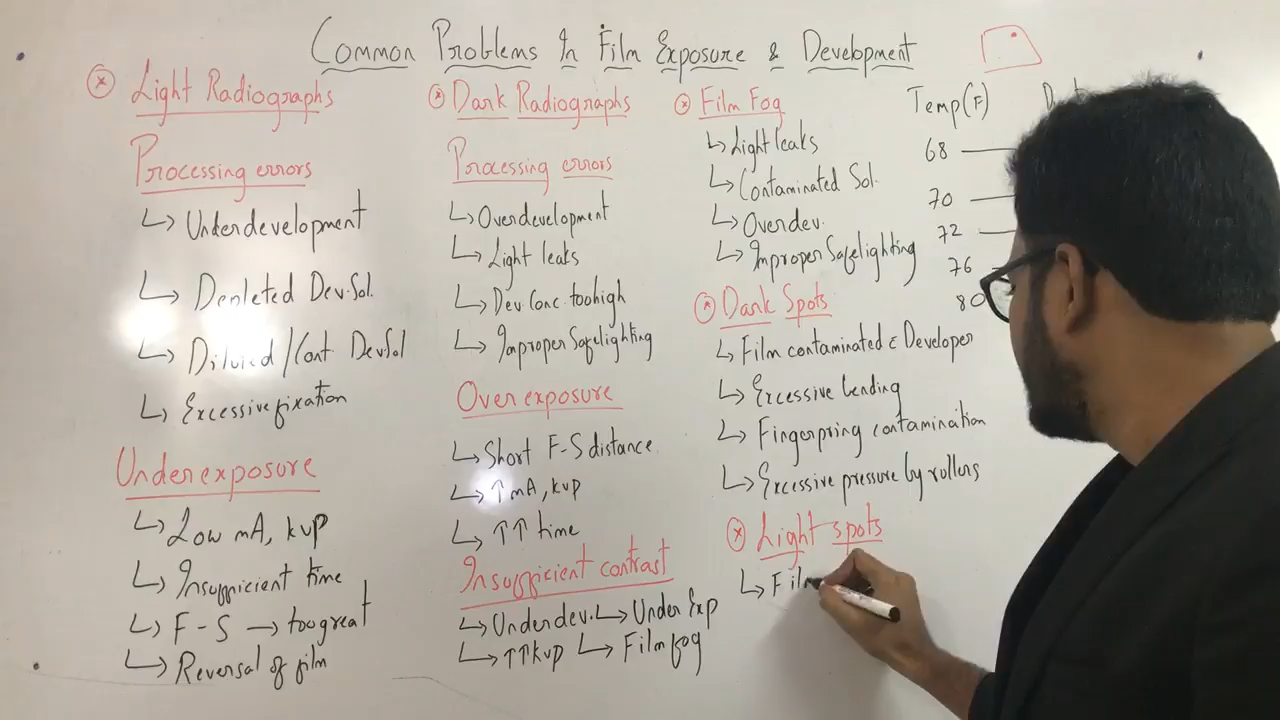 Common Problems In Film Exposure & Development
Light Radiographs
Processing errors
↳ Underdevelopment
↳ Depleted Dev. Sol.
↳ Diluted / Cont. Dev Sol
↳ Excessive fixation
Underexposure
↳ Low mA, kvp
↳ Insufficient time
↳ F-S → too great
↳ Reversal of film
Dark Radiographs
Processing errors
↳ Overdevelopment
↳ Light leaks
↳ Dev Conc. too high
↳ Improper Safelighting
Overexposure
↳ Short F-S distance
↳ ↑ mA, kvp
↳ ↑↑ time
Insufficient contrast
↳ Underdev. ↳ Under Exp
↳ ↑↑ kvp ↳ Film fog
Film Fog
↳ Light leaks
↳ Contaminated Sol.
↳ Overdev.
↳ Improper Safelighting
Dark Spots
↳ Film contaminated c Developer
↳ Excessive bending
↳ Fingerpring contamination
↳ Excessive pressure by rollers
Light spots
↳ Film
Temp (F)
68
70
72
76
80